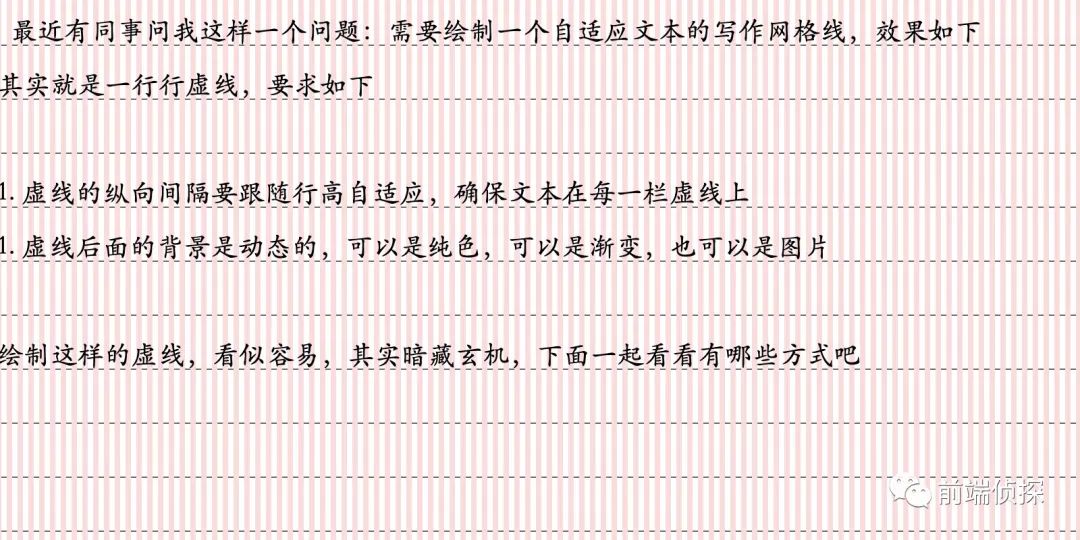 最近有同事问我这样一个问题：需要绘制一个自适应文本的写作网格线，效果如下
其实就是一行行虚线，要求如下
1. 虚线的纵向间隔要跟随行高自适应，确保文本在每一栏虚线上
1. 虚线后面的背景是动态的，可以是纯色，可以是渐变，也可以是图片
绘制这样的虚线，看似容易，其实暗藏玄机，下面一起看看有哪些方式吧
前端侦探